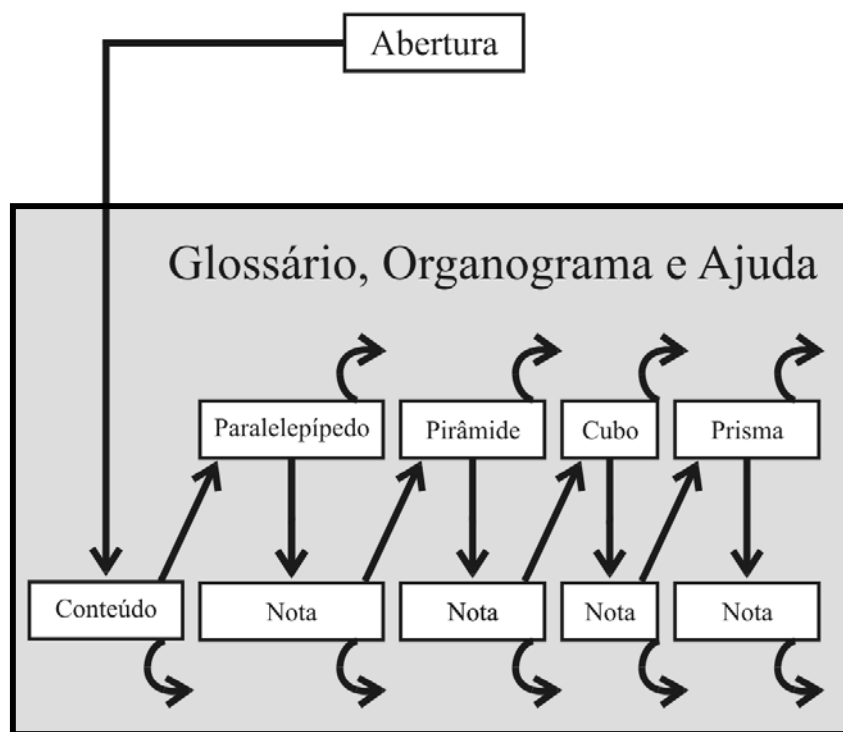 Abertura
Glossário, Organograma e Ajuda
Paralelepípedo
Pirâmide
Cubo
Prisma
Conteúdo
Nota
Nota
Nota
Nota